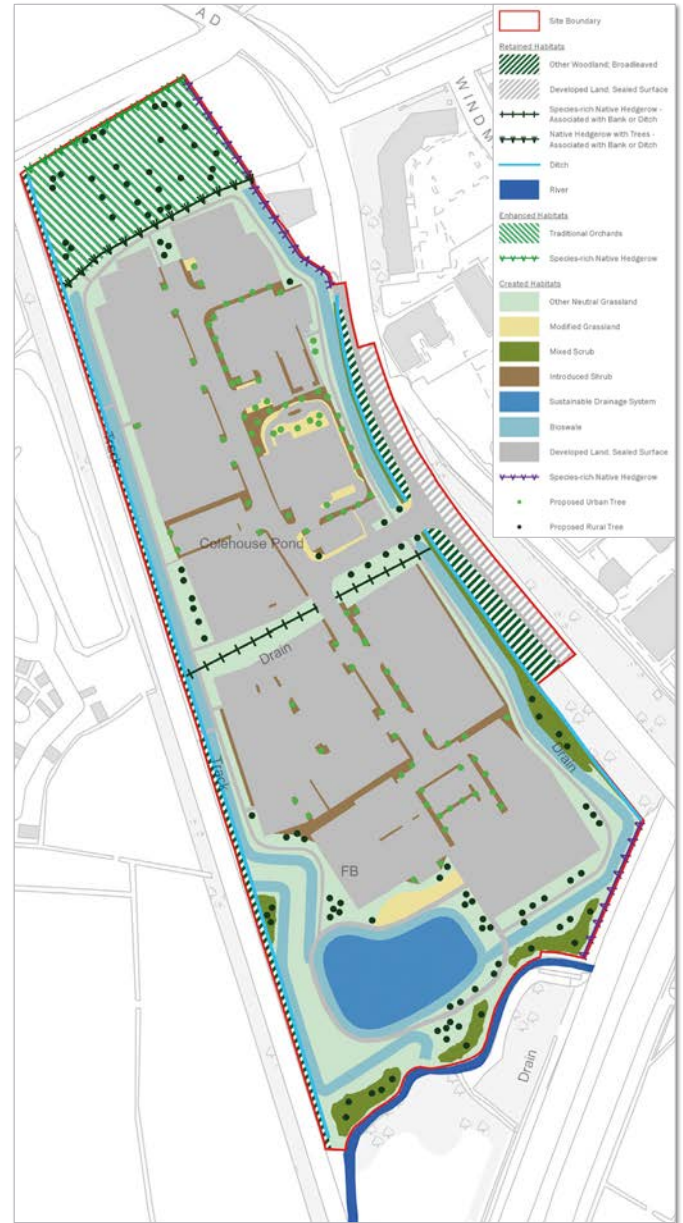 AD
WINDM
Site Boundary
Retained Habitats
Other Woodland; Broadleaved
Developed Land; Sealed Surface
Species-rich Native Hedgerow -
Associated with Bank or Ditch
Native Hedgerow with Trees -
Associated with Bank or Ditch
Ditch
River
Enhanced Habitats
Traditional Orchards
Species-rich Native Hedgerow
Created Habitats
Other Neutral Grassland
Modified Grassland
Mixed Scrub
Introduced Shrub
Sustainable Drainage System
Bioswale
Developed Land; Sealed Surface
Species-rich Native Hedgerow
Proposed Urban Tree
Proposed Rural Tree
Track
Colehouse Pond
Drain
Track
Drain
FB
Drain